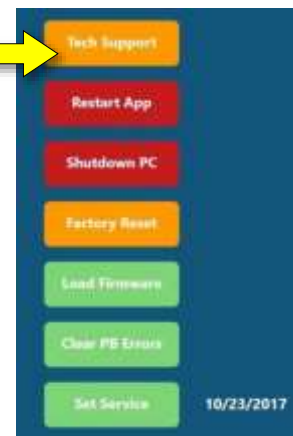 Tech Support
Restart App
Shutdown PC
Factory Reset
Load Firmware
Clear PB Errors
Set Service 10/23/2017